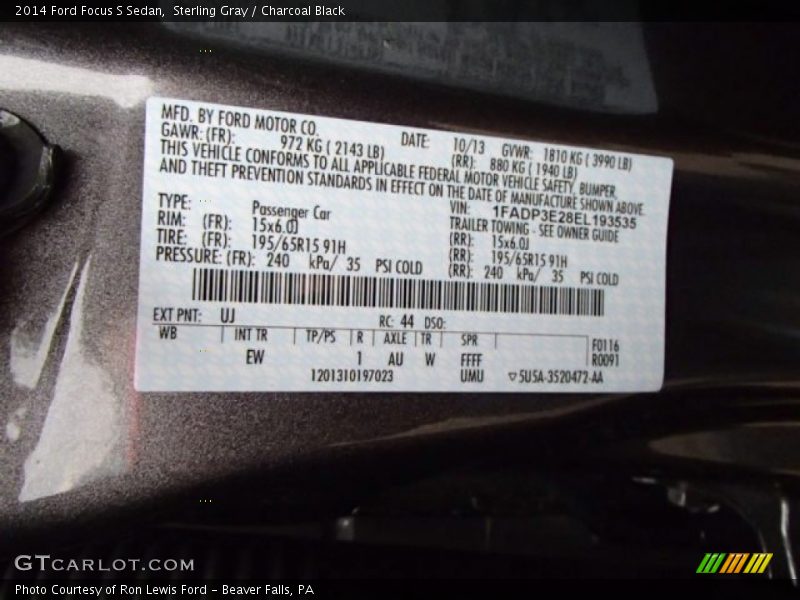 2014 Ford Focus S Sedan,  Sterling Gray / Charcoal Black
MFD. BY FORD MOTOR CO. DATE: 10/13 GVWR: 1810 KG ( 3990 LB)
GAWR: (FR): 972 KG ( 2143 LB) (RR): 880 KG ( 1940 LB)
THIS VEHICLE CONFORMS TO ALL APPLICABLE FEDERAL MOTOR VEHICLE SAFETY, BUMPER,
AND THEFT PREVENTION STANDARDS IN EFFECT ON THE DATE OF MANUFACTURE SHOWN ABOVE.
VIN: 1FADP3E28EL193535
TYPE: Passenger Car TRAILER TOWING - SEE OWNER GUIDE
RIM: (FR): 15x6.0J (RR): 15x6.0J
TIRE: (FR): 195/65R15 91H (RR): 195/65R15 91H
PRESSURE: (FR): 240 kPa/ 35 PSI COLD (RR): 240 kPa/ 35 PSI COLD
EXT PNT: UJ RC: 44 DSO:
WB INT TR TP/PS R AXLE TR SPR F0116
EW 1 AU W FFFF R0091
1201310197023 UMU ▽5U5A-3520472-AA
GTCARLOT.COM
Photo Courtesy of Ron Lewis Ford - Beaver Falls, PA